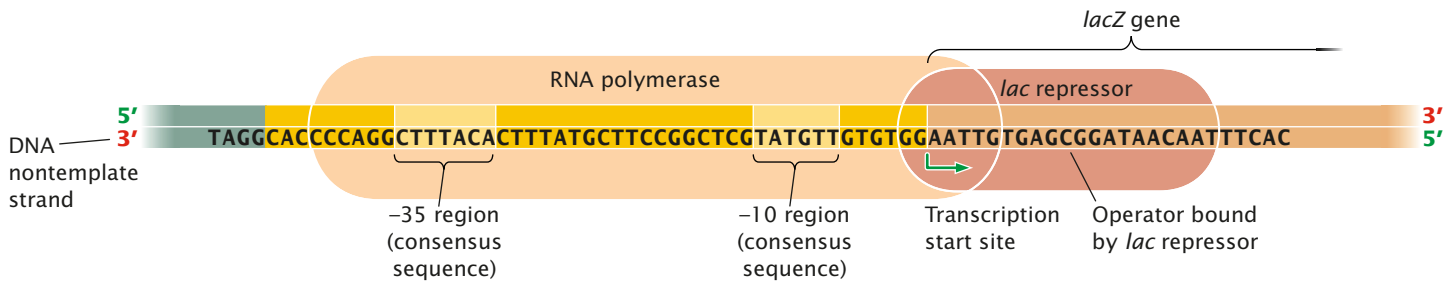 lacZ gene
RNA polymerase
lac repressor
5′
3′
3′
5′
DNA
nontemplate
strand
TAGGCACCCCAGGCTTTACACTTTATGCTTCCGGCTCGTATGTTGTGTGGAATTGTGAGCGGATAACAATTTCAC
–35 region
(consensus
sequence)
–10 region
(consensus
sequence)
Transcription
start site
Operator bound
by lac repressor